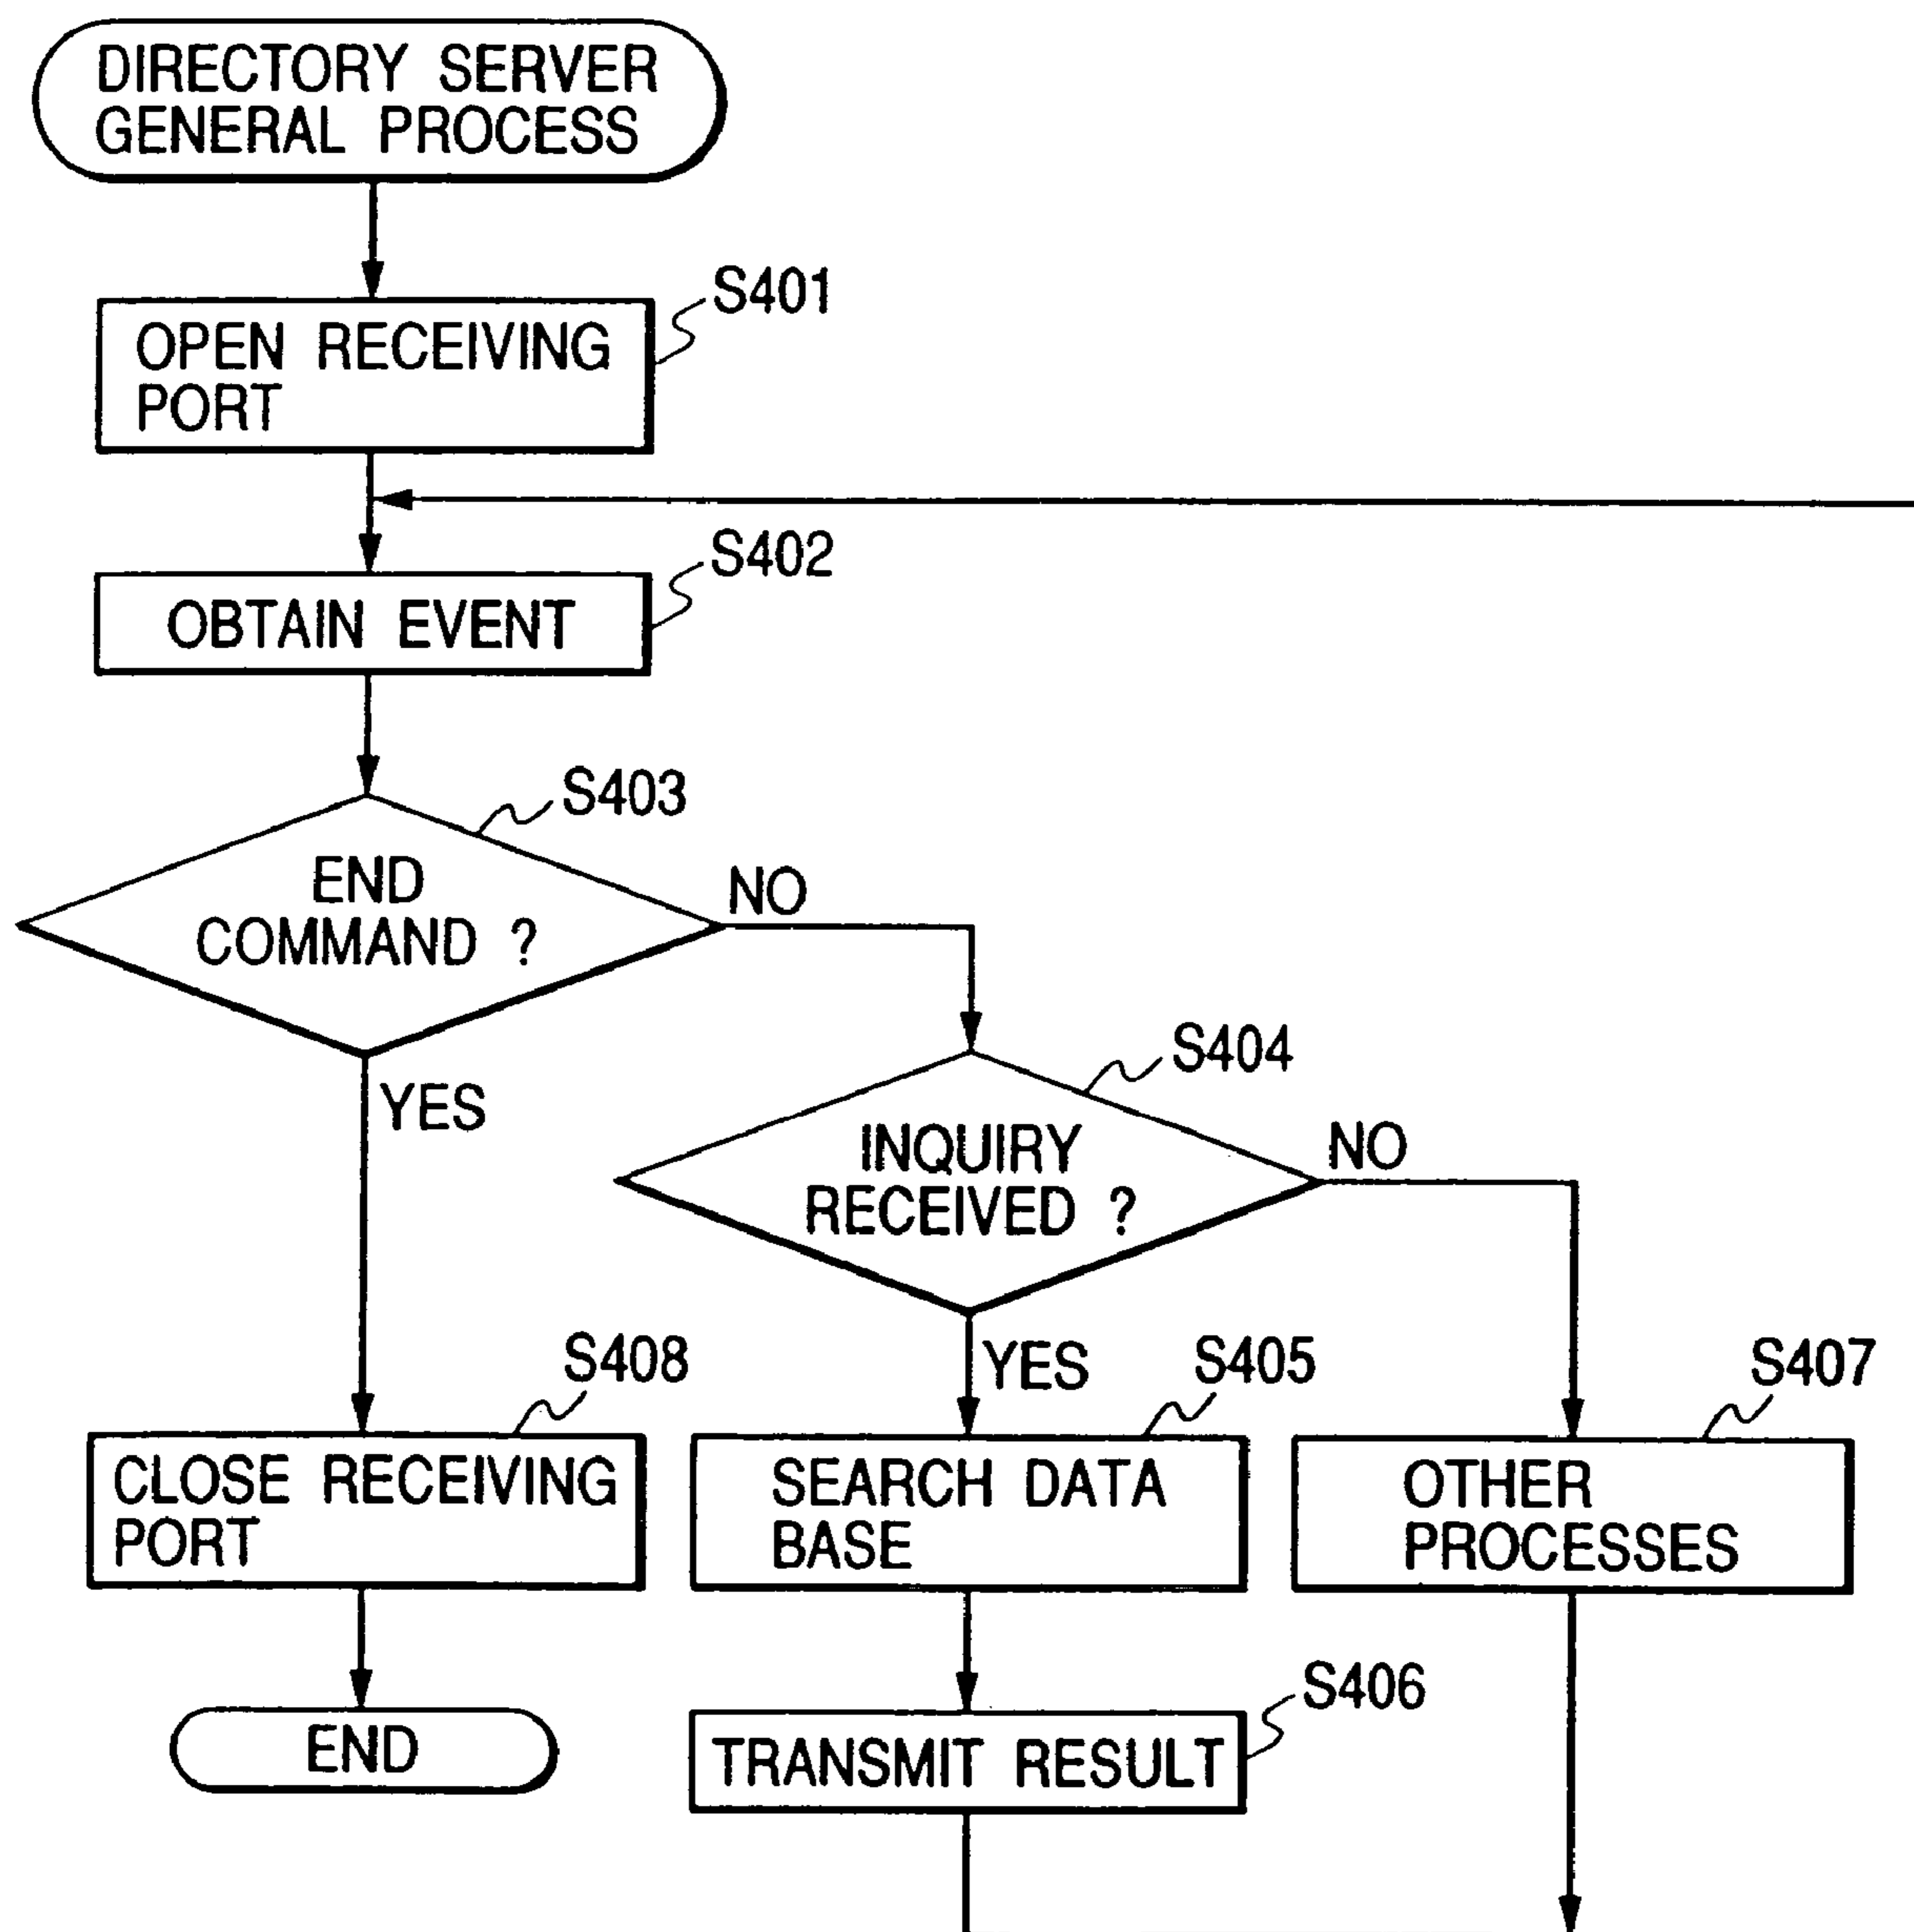 DIRECTORY SERVER
GENERAL PROCESS
S401
OPEN RECEIVING
PORT
S402
OBTAIN EVENT
S403
END
COMMAND ?
NO
YES
S404
INQUIRY
RECEIVED ?
NO
YES
S408
CLOSE RECEIVING
PORT
S405
SEARCH DATA
BASE
S407
OTHER
PROCESSES
END
S406
TRANSMIT RESULT